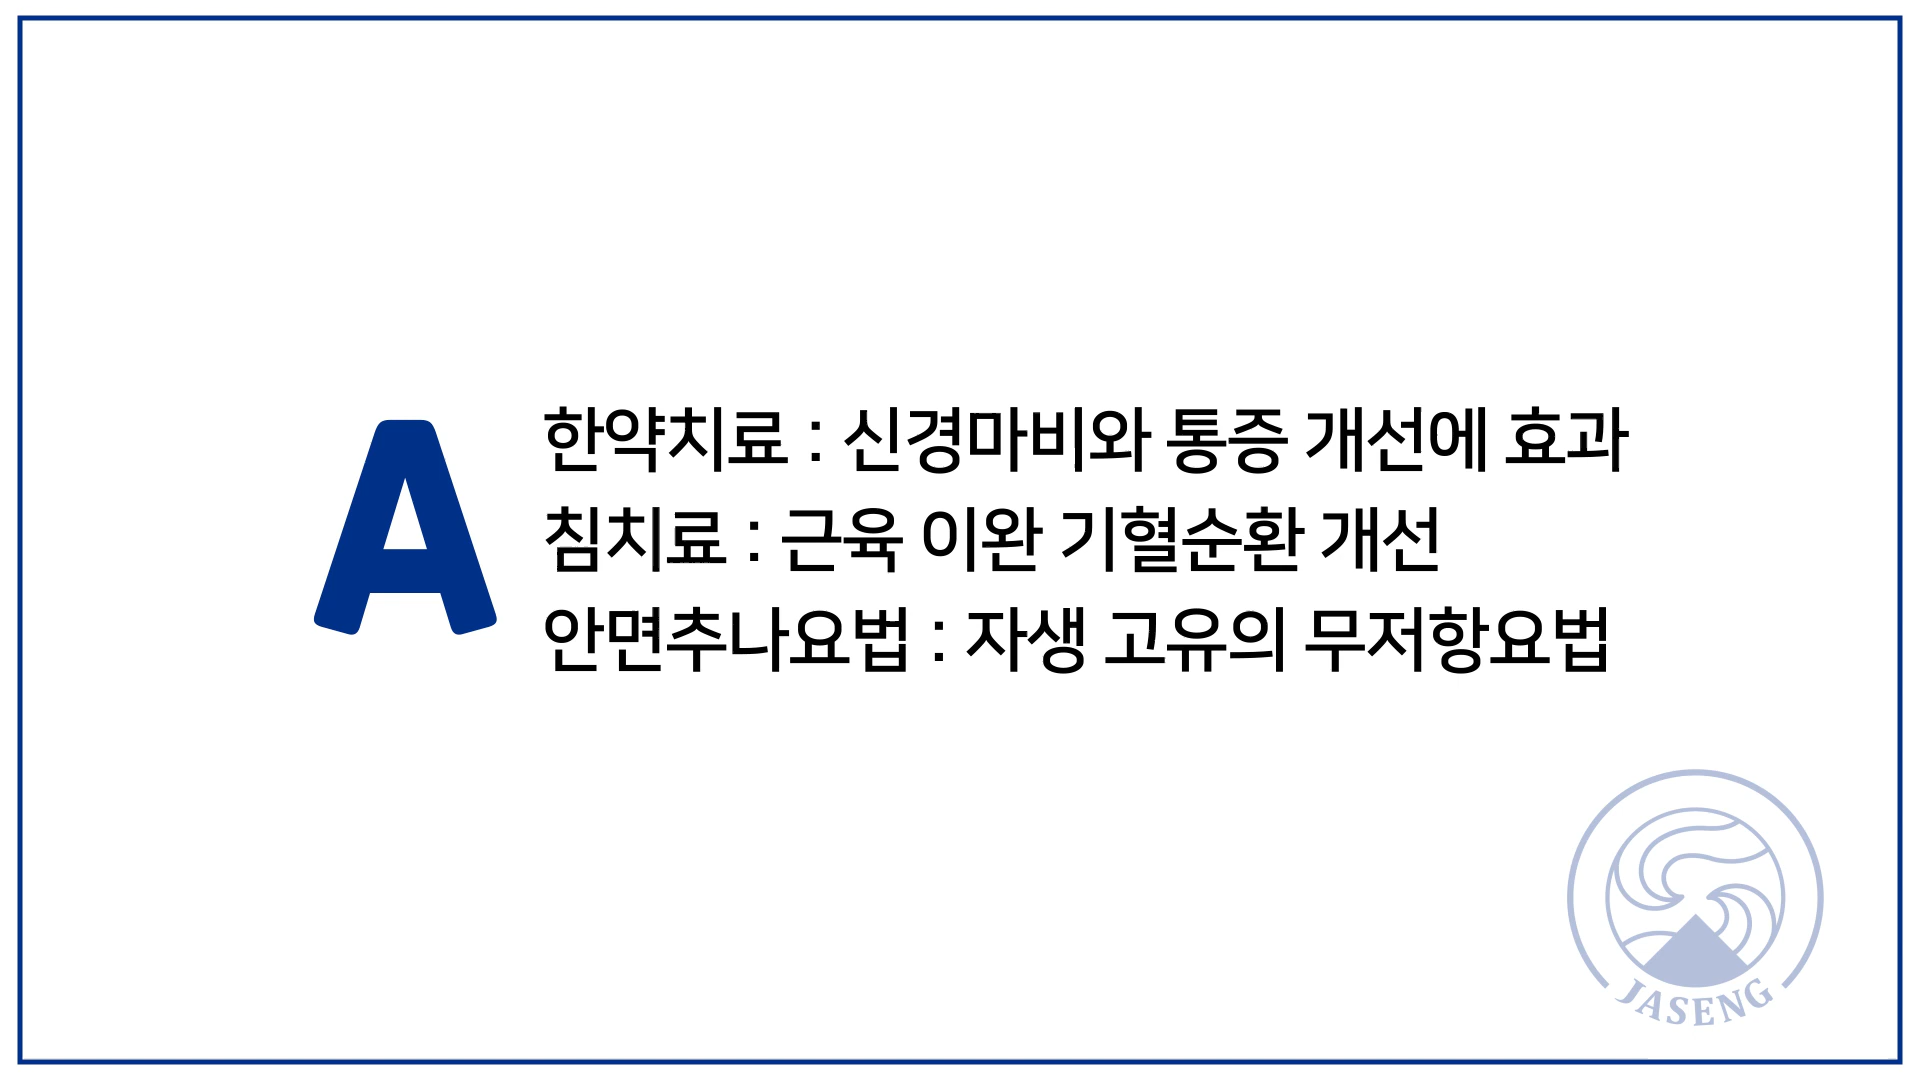 A
한약치료 : 신경마비와 통증 개선에 효과
침치료 : 근육 이완 기혈순환 개선
안면추나요법 : 자생 고유의 무저항요법
JASENG